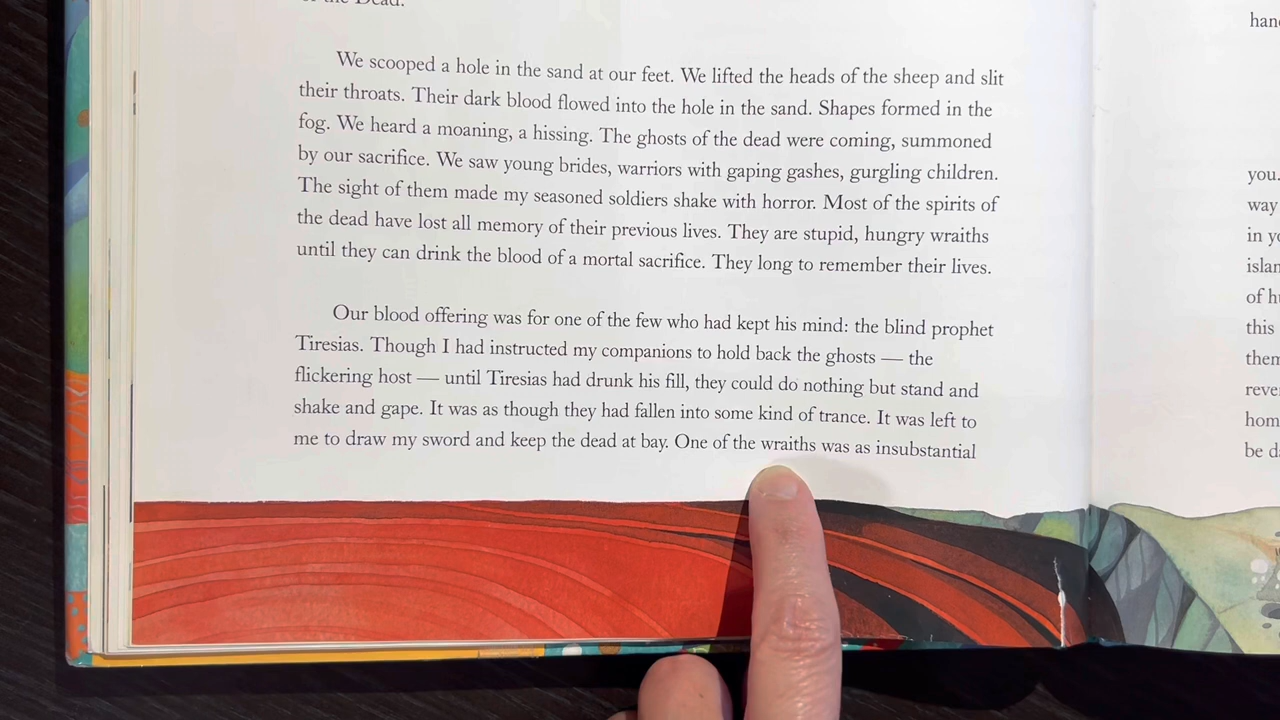 the Dead.
We scooped a hole in the sand at our feet. We lifted the heads of the sheep and slit
their throats. Their dark blood flowed into the hole in the sand. Shapes formed in the
fog. We heard a moaning, a hissing. The ghosts of the dead were coming, summoned
by our sacrifice. We saw young brides, warriors with gaping gashes, gurgling children.
The sight of them made my seasoned soldiers shake with horror. Most of the spirits of
the dead have lost all memory of their previous lives. They are stupid, hungry wraiths
until they can drink the blood of a mortal sacrifice. They long to remember their lives.
Our blood offering was for one of the few who had kept his mind: the blind prophet
Tiresias. Though I had instructed my companions to hold back the ghosts — the
flickering host — until Tiresias had drunk his fill, they could do nothing but stand and
shake and gape. It was as though they had fallen into some kind of trance. It was left to
me to draw my sword and keep the dead at bay. One of the wraiths was as insubstantial
you.
way
this
be